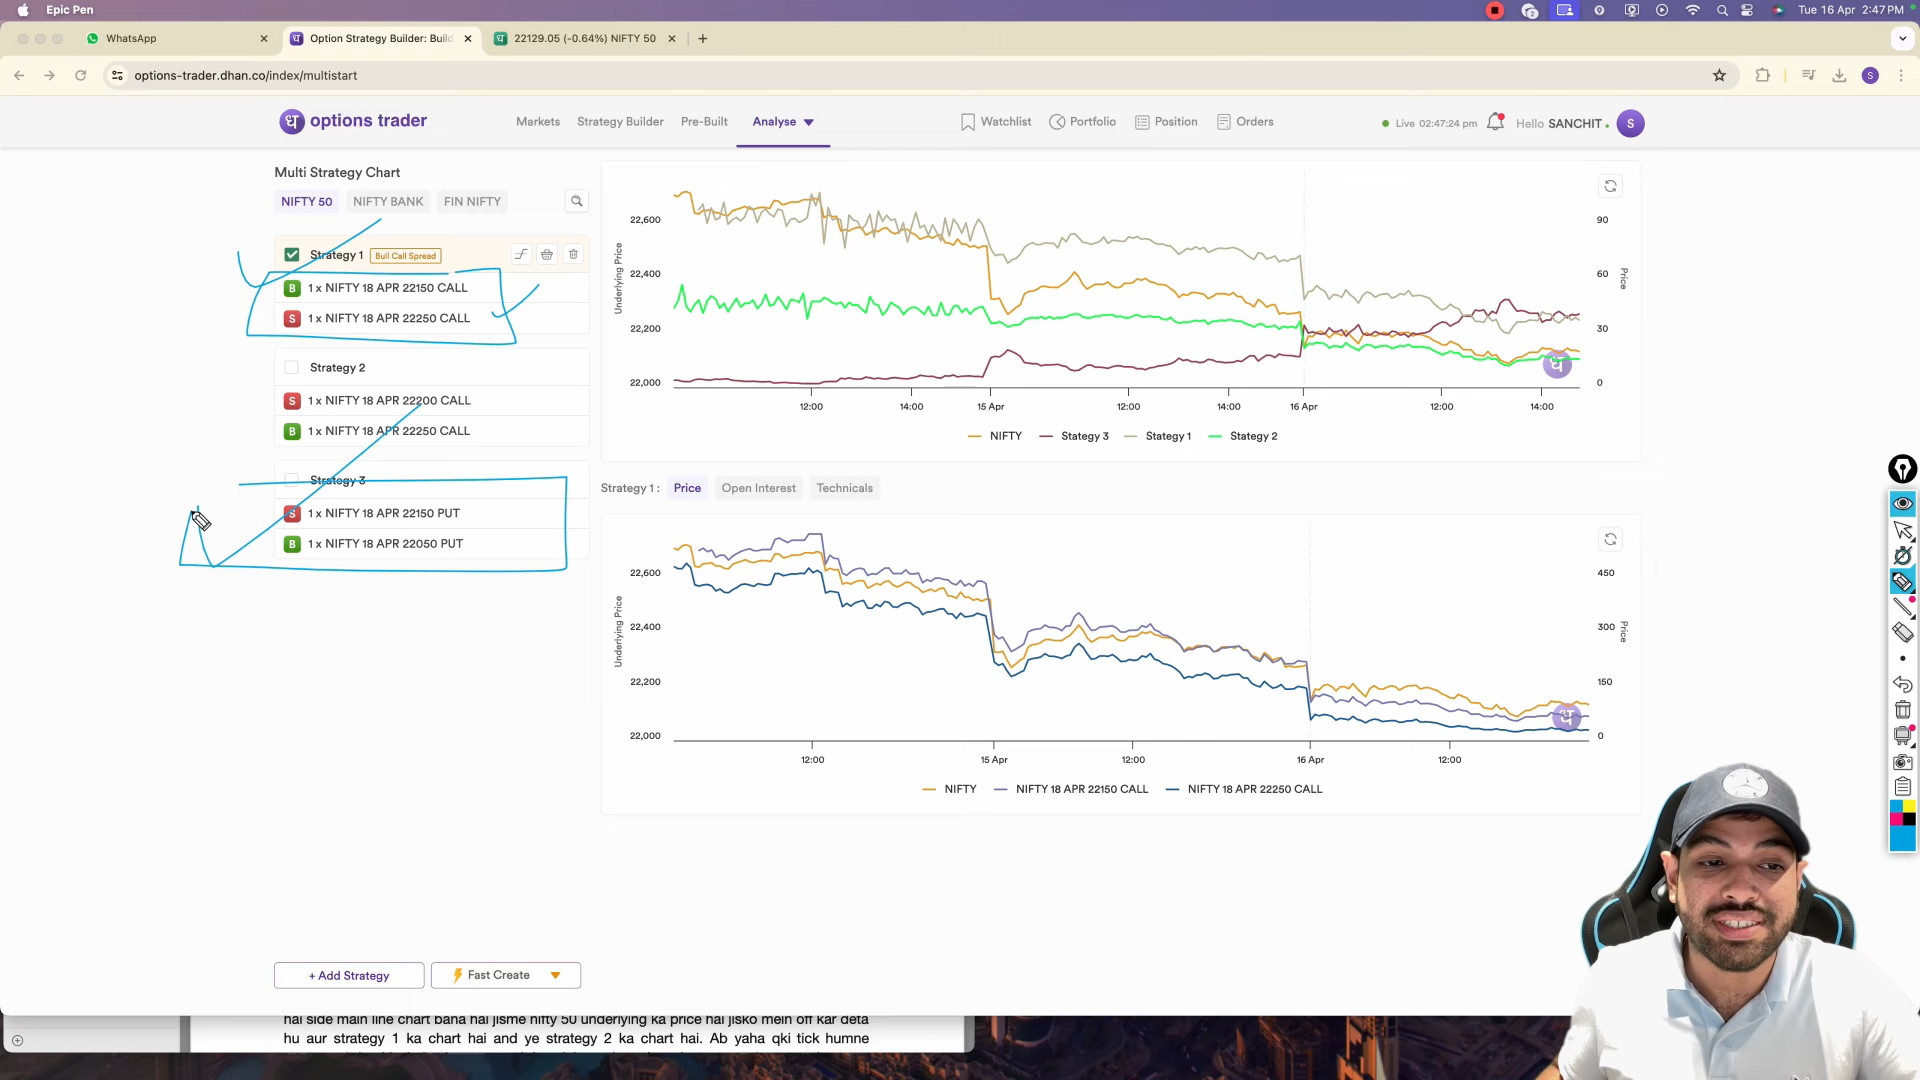 Epic Pen
Tue 16 Apr 2:47 PM
WhatsApp
Option Strategy Builder: Build
22129.05 (-0.64%) NIFTY 50
options-trader.dhan.co/index/multistart
S
options trader
Markets
Strategy Builder
Pre-Built
Analyse
Watchlist
Portfolio
Position
Orders
Live 02:47:24 pm
Hello SANCHIT
S
Multi Strategy Chart
NIFTY 50
NIFTY BANK
FIN NIFTY
Strategy 1
Bull Call Spread
B 1 x NIFTY 18 APR 22150 CALL
S 1 x NIFTY 18 APR 22250 CALL
Strategy 2
S 1 x NIFTY 18 APR 22200 CALL
B 1 x NIFTY 18 APR 22250 CALL
Strategy 3
S 1 x NIFTY 18 APR 22150 PUT
B 1 x NIFTY 18 APR 22050 PUT
+ Add Strategy
Fast Create
Underlying Price
22,600
22,400
22,200
22,000
90
60
30
0
Price
12:00
14:00
15 Apr
12:00
14:00
16 Apr
12:00
14:00
NIFTY
Stategy 3
Stategy 1
Stategy 2
Strategy 1 :
Price
Open Interest
Technicals
Underlying Price
22,600
22,400
22,200
22,000
450
300
150
0
Price
12:00
15 Apr
12:00
16 Apr
12:00
NIFTY
NIFTY 18 APR 22150 CALL
NIFTY 18 APR 22250 CALL
hai side main line chart bana hai jisme nifty 50 underlying ka price hai jisko mein off kar deta
hu aur strategy 1 ka chart hai and ye strategy 2 ka chart hai. Ab yaha qki tick humne